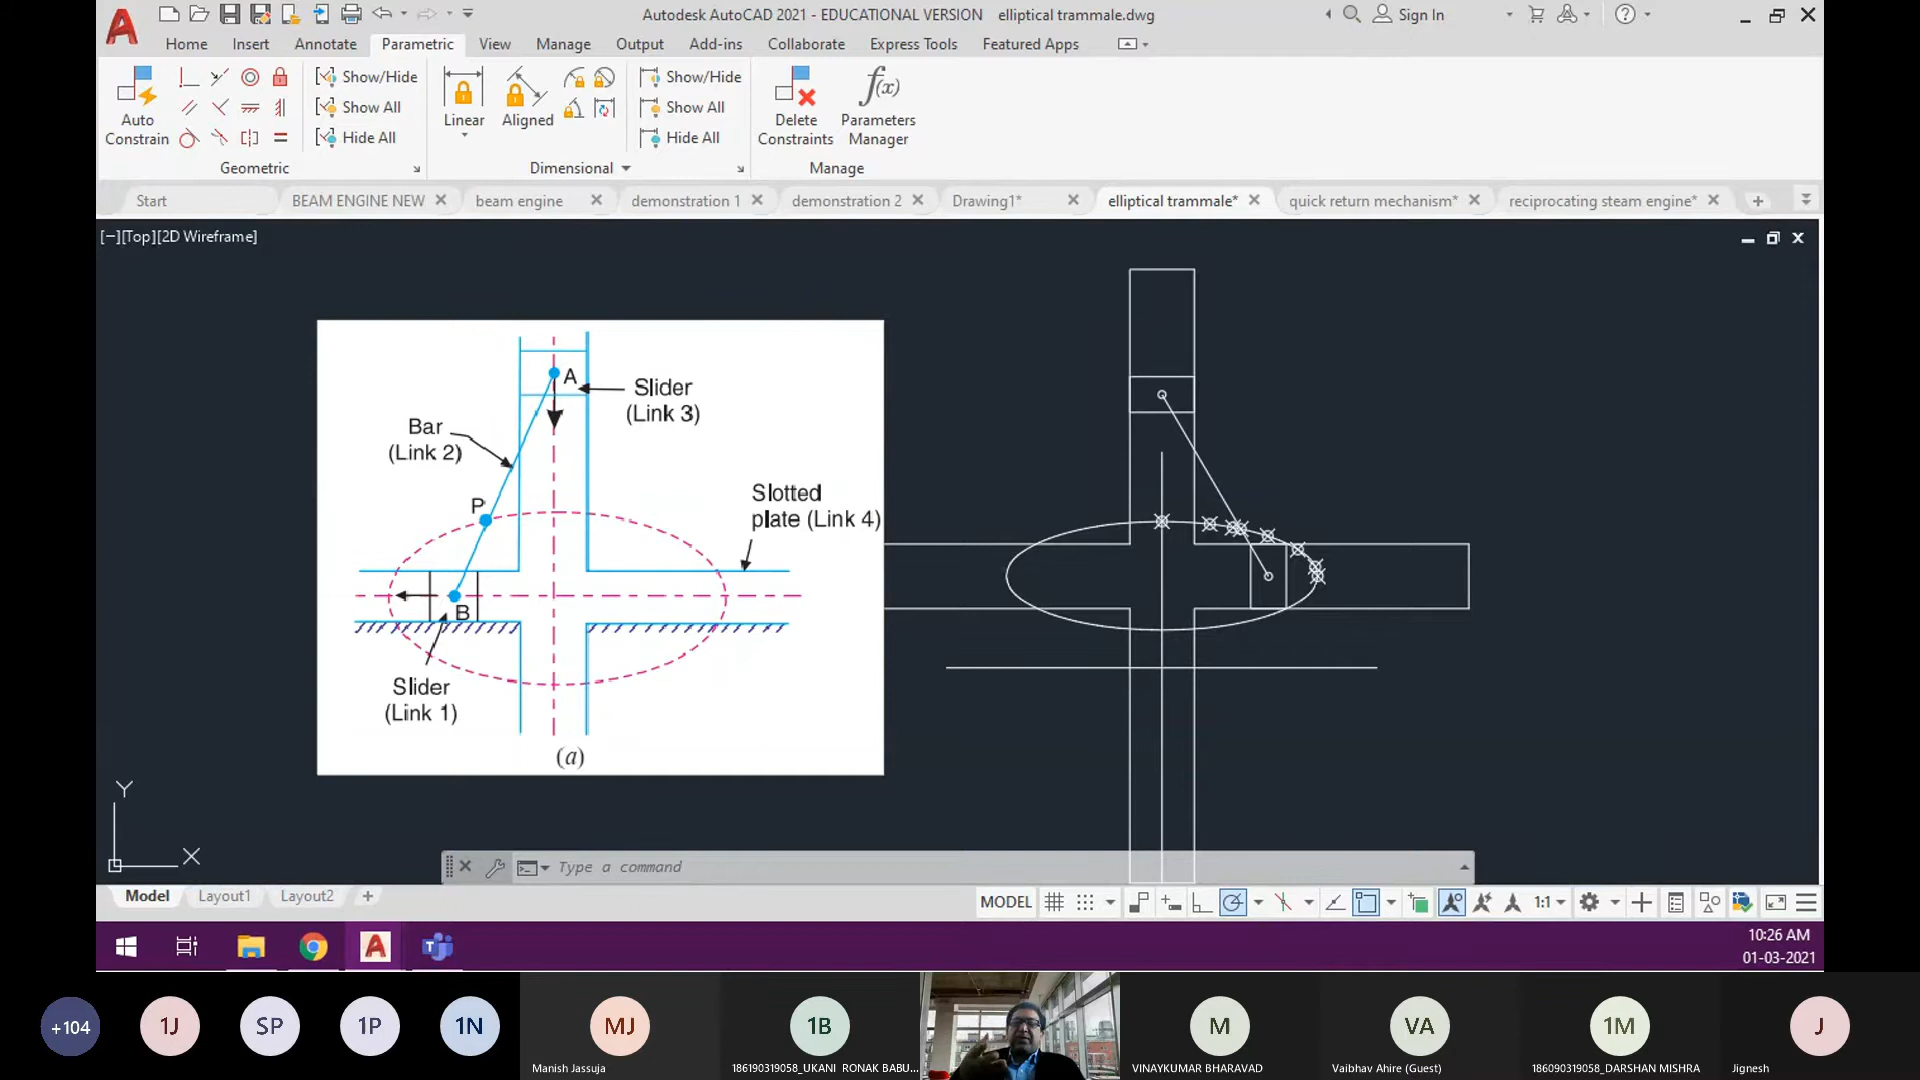 Autodesk AutoCAD 2021 - EDUCATIONAL VERSION elliptical trammale.dwg
Sign In
Home Insert Annotate Parametric View Manage Output Add-ins Collaborate Express Tools Featured Apps
Auto
Constrain
Show/Hide
Show All
Hide All
Geometric
Linear
Aligned
Show/Hide
Show All
Hide All
Dimensional
Delete
Constraints
f(x)
Parameters
Manager
Manage
Start BEAM ENGINE NEW beam engine demonstration 1 demonstration 2 Drawing1* elliptical trammale* quick return mechanism* reciprocating steam engine*
[−][Top][2D Wireframe]
A
Slider
(Link 3)
Bar
(Link 2)
P
Slotted
plate (Link 4)
B
Slider
(Link 1)
(a)
Y
X
Type a command
Model Layout1 Layout2 +
MODEL
1:1
10:26 AM
01-03-2021
+104
1J
SP
1P
1N
MJ
Manish Jassuja
1B
186190319058_UKANI RONAK BABU...
M
VINAYKUMAR BHARAVAD
VA
Vaibhav Ahire (Guest)
1M
186090319058_DARSHAN MISHRA
J
Jignesh